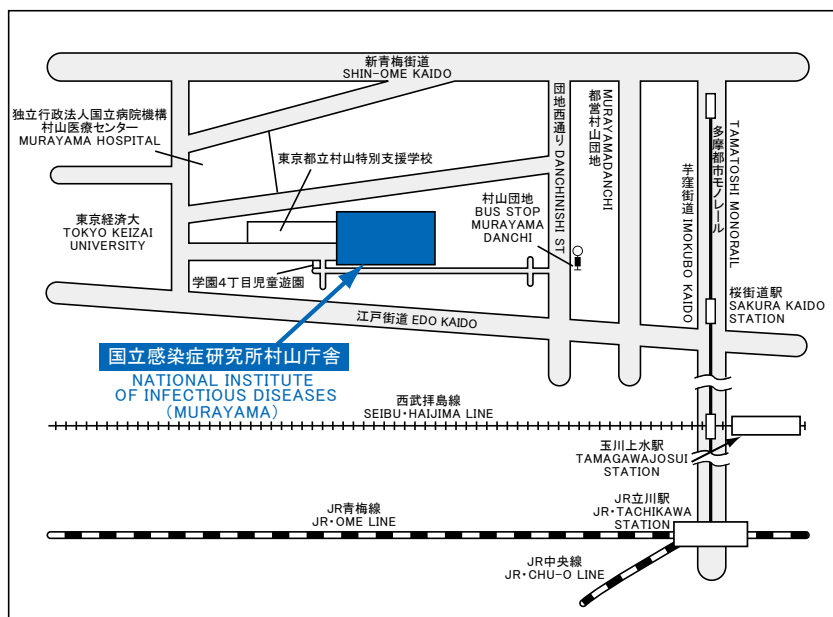 新青梅街道
SHIN-OME KAIDO
独立行政法人国立病院機構
村山医療センター
MURAYAMA HOSPITAL
東京都立村山特別支援学校
団地西通り DANCHINISHI ST
MURAYAMADANCHI
都営村山団地
芋窪街道 IMOKUBO KAIDO
多摩都市モノレール
TAMATOSHI MONORAIL
東京経済大
TOKYO KEIZAI
UNIVERSITY
村山団地
BUS STOP
MURAYAMA
DANCHI
学園4丁目児童遊園
桜街道駅
SAKURA KAIDO
STATION
江戸街道 EDO KAIDO
国立感染症研究所村山庁舎
NATIONAL INSTITUTE
OF INFECTIOUS DISEASES
(MURAYAMA)
西武拝島線
SEIBU・HAIJIMA LINE
玉川上水駅
TAMAGAWAJOSUI
STATION
JR青梅線
JR・OME LINE
JR立川駅
JR・TACHIKAWA
STATION
JR中央線
JR・CHU-O LINE